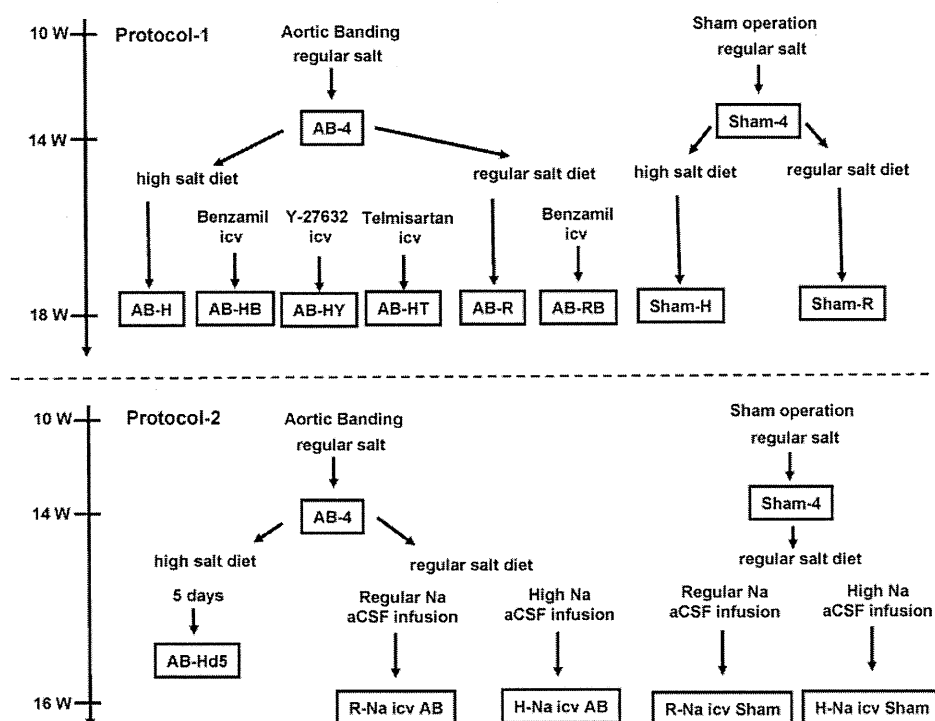 10 W
Protocol-1
Aortic Banding
regular salt
Sham operation
regular salt
AB-4
Sham-4
14 W
high salt diet
regular salt diet
high salt diet
regular salt diet
Benzamil
icv
Y-27632
icv
Telmisartan
icv
Benzamil
icv
AB-H
AB-HB
AB-HY
AB-HT
AB-R
AB-RB
Sham-H
Sham-R
18 W
10 W
Protocol-2
Aortic Banding
regular salt
Sham operation
regular salt
14 W
AB-4
Sham-4
high salt diet
regular salt diet
regular salt diet
5 days
Regular Na
aCSF infusion
High Na
aCSF infusion
Regular Na
aCSF infusion
High Na
aCSF infusion
AB-Hd5
16 W
R-Na icv AB
H-Na icv AB
R-Na icv Sham
H-Na icv Sham